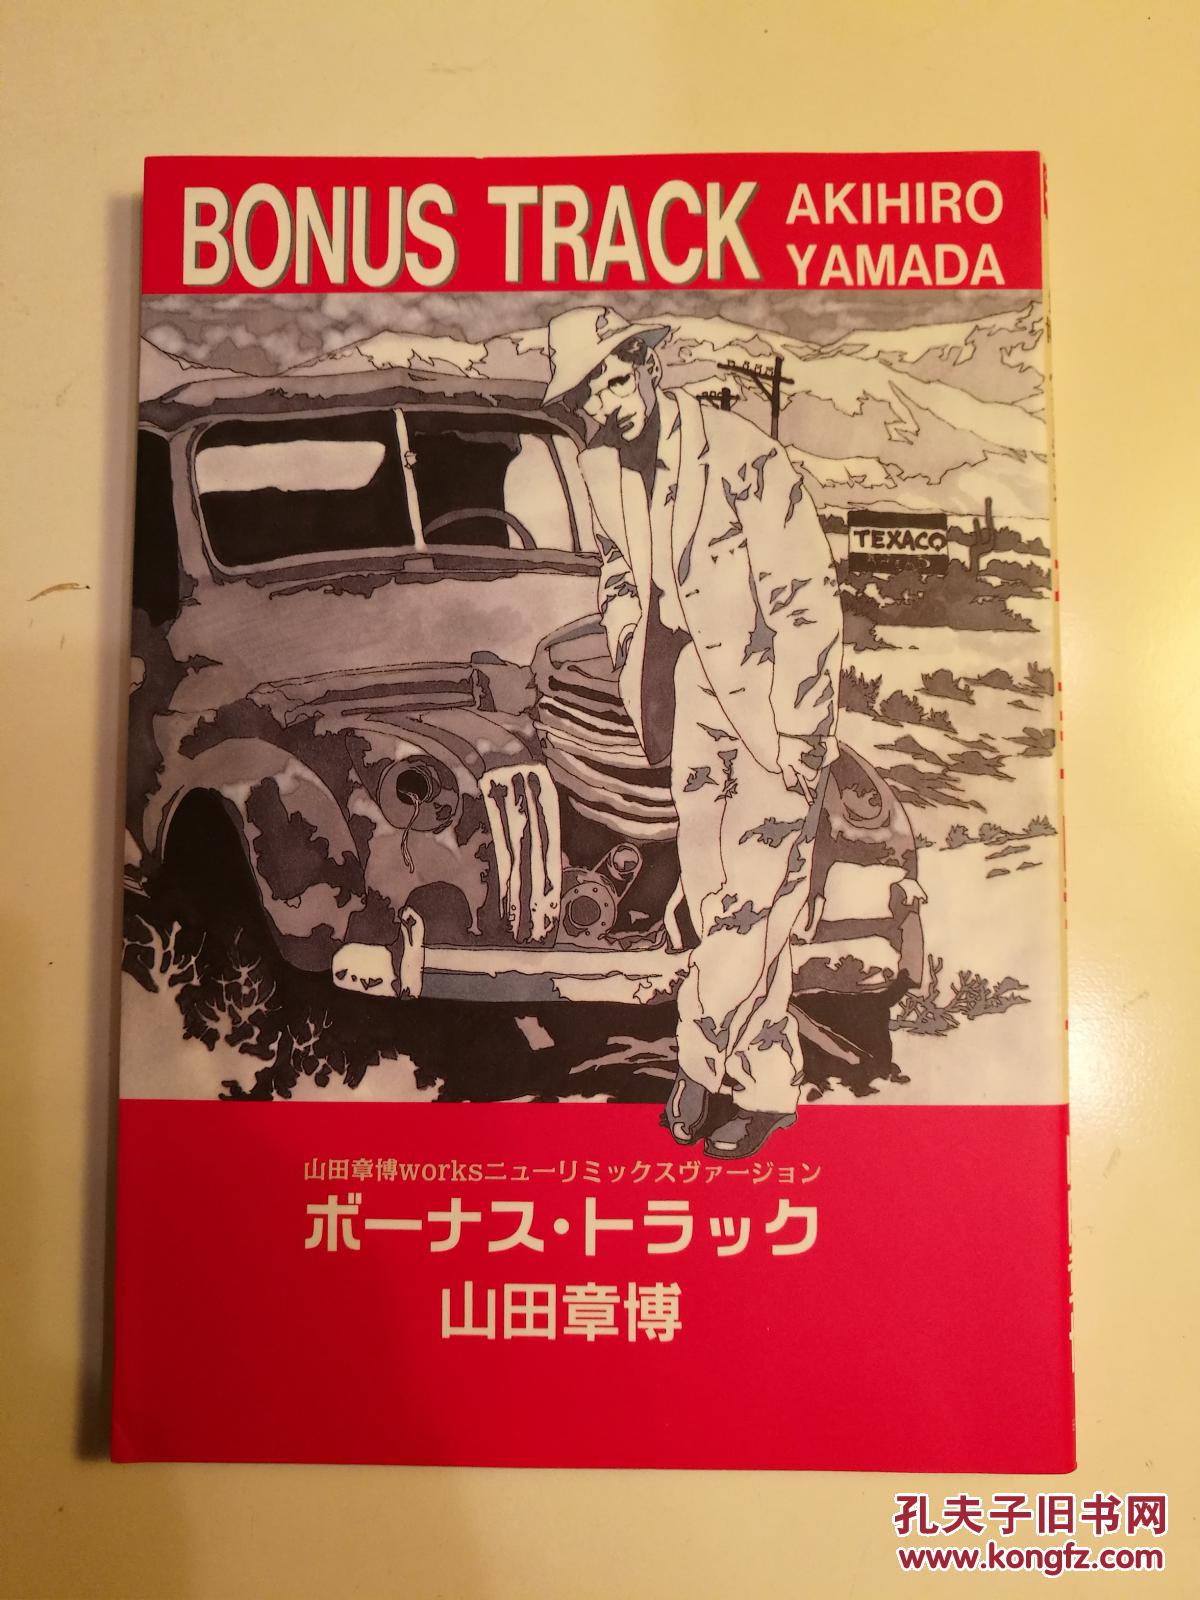 BONUS TRACK
AKIHIRO
YAMADA
TEXACO
AHEAD
山田章博worksニューリミックスヴァージョン
ボーナス・トラック
山田章博
孔夫子旧书网
www.kongfz.com